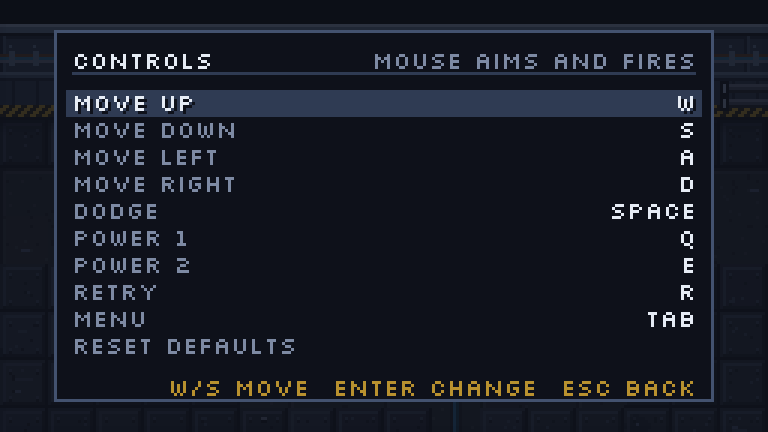 CONTROLS MOUSE AIMS AND FIRES
MOVE UP W
MOVE DOWN S
MOVE LEFT A
MOVE RIGHT D
DODGE SPACE
POWER 1 Q
POWER 2 E
RETRY R
MENU TAB
RESET DEFAULTS
W/S MOVE ENTER CHANGE ESC BACK